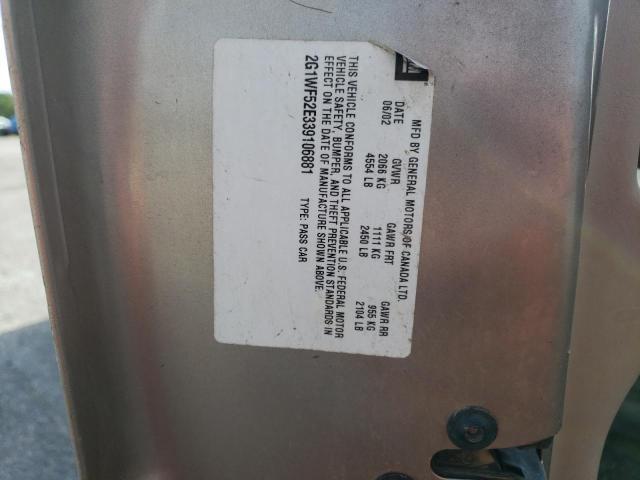 GM
MFD BY GENERAL MOTORS OF CANADA LTD.
DATE GVWR GAWR FRT GAWR RR
06/02 2066 KG 1111 KG 955 KG
4554 LB 2450 LB 2104 LB
THIS VEHICLE CONFORMS TO ALL APPLICABLE U.S. FEDERAL MOTOR
VEHICLE SAFETY, BUMPER, AND THEFT PREVENTION STANDARDS IN
EFFECT ON THE DATE OF MANUFACTURE SHOWN ABOVE.
2G1WF52E339106881 TYPE: PASS CAR